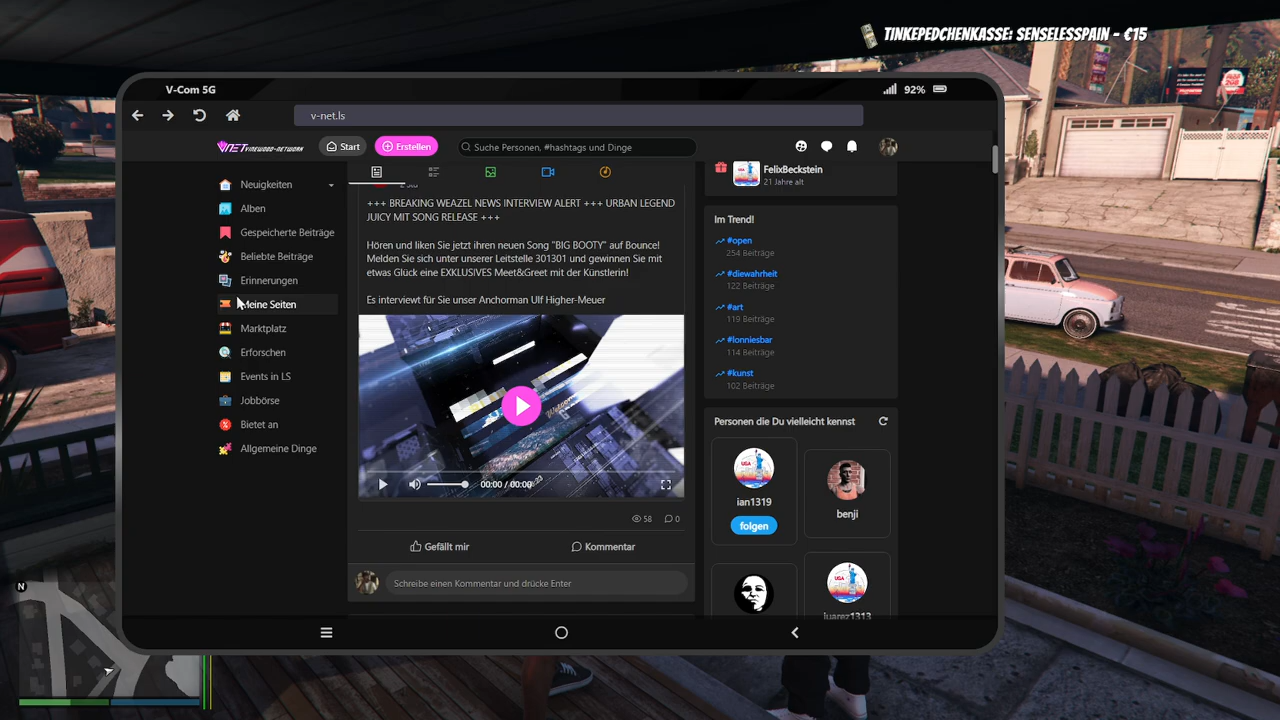 TINKEPEDCHENKASSE: SENSELESSPAIN - €15
V-Com 5G
92%
v-net.ls
VNET VINEWOOD-NETWORK
Start
Erstellen
Suche Personen, #hashtags und Dinge
Neuigkeiten
Alben
Gespeicherte Beiträge
Beliebte Beiträge
Erinnerungen
Meine Seiten
Marktplatz
Erforschen
Events in LS
Jobbörse
Bietet an
Allgemeine Dinge
+++ BREAKING WEAZEL NEWS INTERVIEW ALERT +++ URBAN LEGEND
JUICY MIT SONG RELEASE +++
Hören und liken Sie jetzt ihren neuen Song "BIG BOOTY" auf Bounce!
Melden Sie sich unter unserer Leitstelle 301301 und gewinnen Sie mit
etwas Glück eine EXKLUSIVES Meet&Greet mit der Künstlerin!
Es interviewt für Sie unser Anchorman Ulf Higher-Meuer
00:00 / 00:00
58
0
Gefällt mir
Kommentar
Schreibe einen Kommentar und drücke Enter
FelixBeckstein
21 Jahre alt
Im Trend!
#open
254 Beiträge
#diewahrheit
122 Beiträge
#art
119 Beiträge
#lonniesbar
114 Beiträge
#kunst
102 Beiträge
Personen die Du vielleicht kennst
UGA
ian1319
folgen
benji
UGA
juarez1313
N